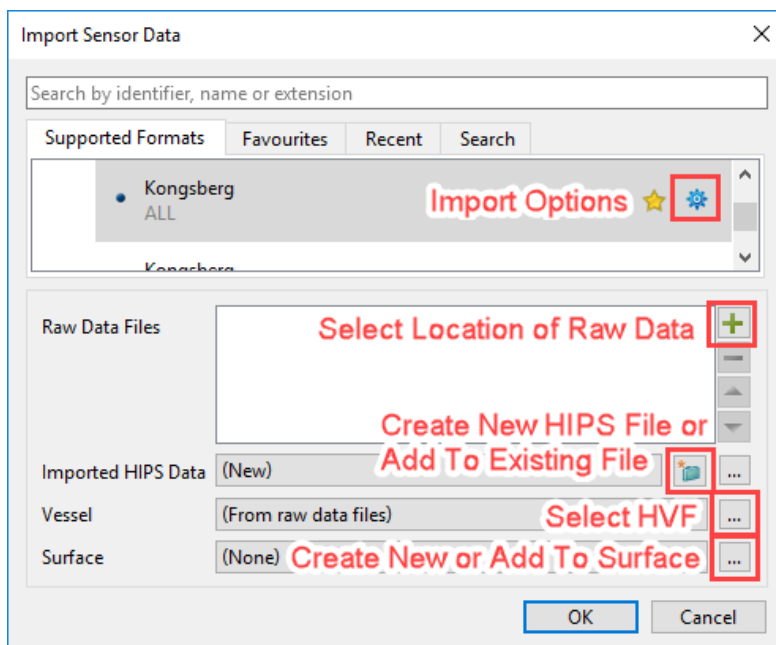 Import Sensor Data
Search by identifier, name or extension
Supported Formats Favourites Recent Search
Kongsberg
ALL
Import Options
Kongsberg
Raw Data Files
Select Location of Raw Data
Create New HIPS File or
Add To Existing File
Imported HIPS Data (New) ...
Vessel (From raw data files) Select HVF ...
Surface (None) Create New or Add To Surface ...
OK Cancel